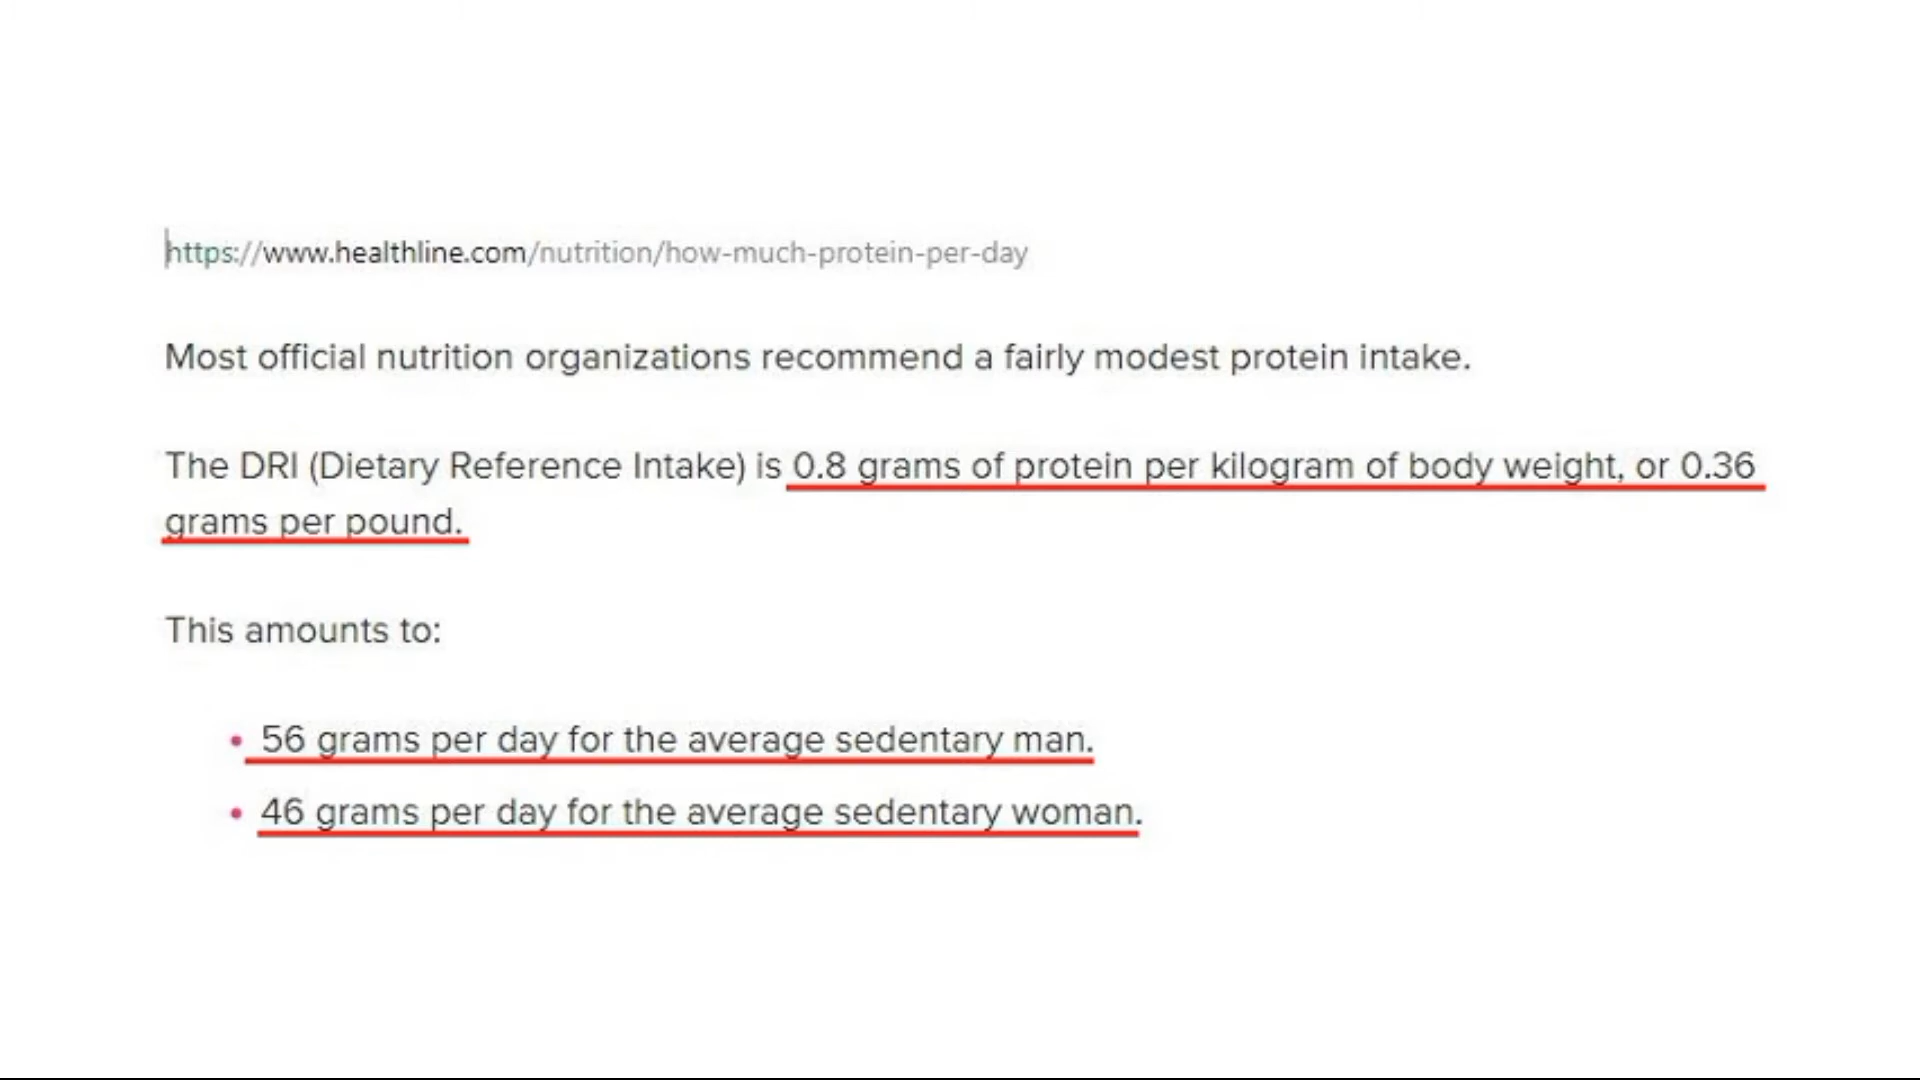 https://www.healthline.com/nutrition/how-much-protein-per-day
Most official nutrition organizations recommend a fairly modest protein intake.
The DRI (Dietary Reference Intake) is 0.8 grams of protein per kilogram of body weight, or 0.36
grams per pound.
This amounts to:
• 56 grams per day for the average sedentary man.
• 46 grams per day for the average sedentary woman.